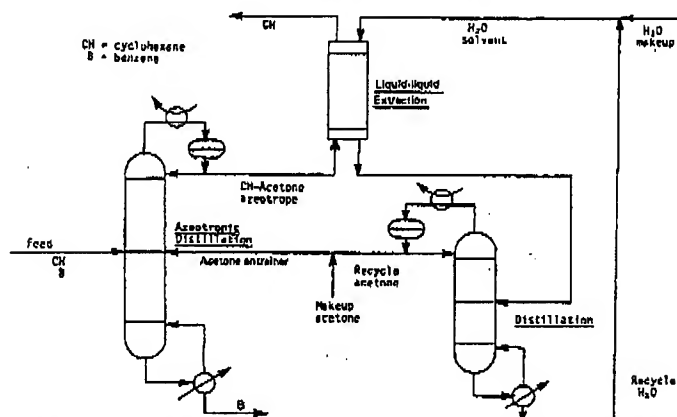 CH
CH = cyclohexane
B = benzene
H₂O
solvent
H₂O
makeup
Liquid-liquid
Extraction
CH-Acetone
azeotrope
Azeotropic
Distillation
feed
CH
B
Acetone entrainer
Recycle
acetone
Makeup
acetone
Distillation
B
Recycle
H₂O